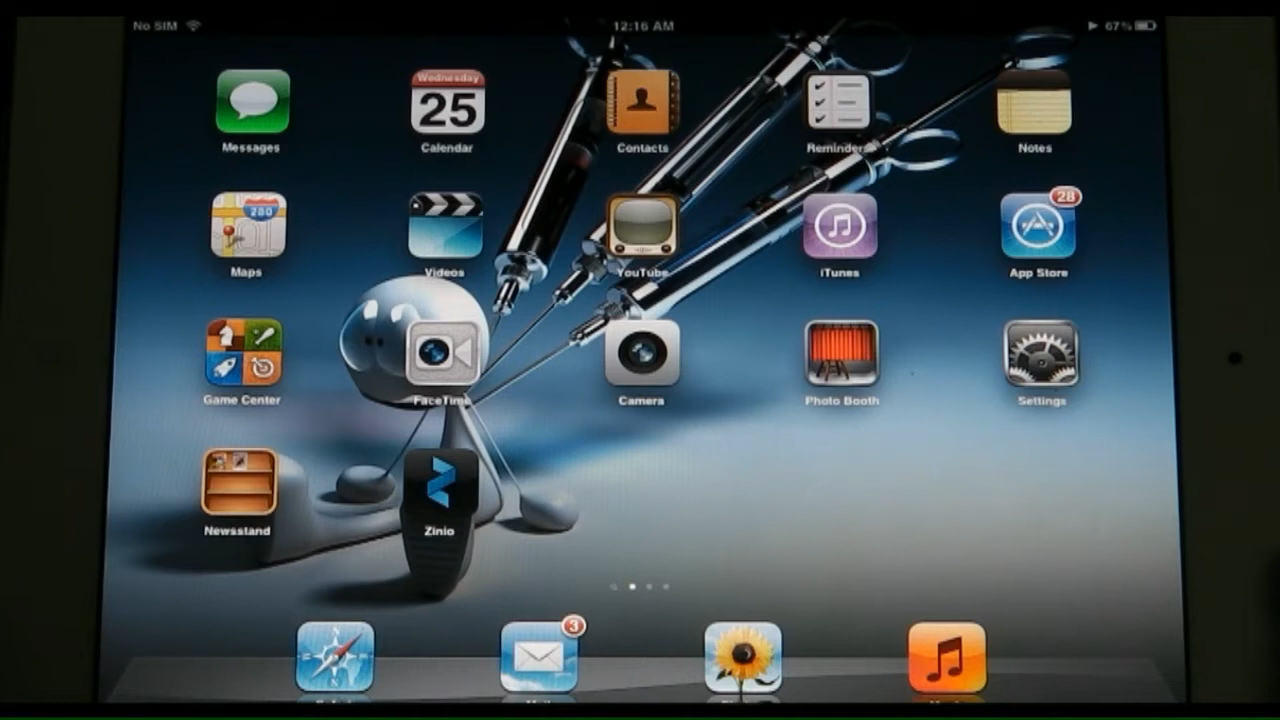 No SIM 12:16 AM 67%
Wednesday
25
Messages Calendar Contacts Reminders Notes
280 28
Maps Videos YouTube iTunes App Store
Game Center FaceTime Camera Photo Booth Settings
Newsstand Zinio
3